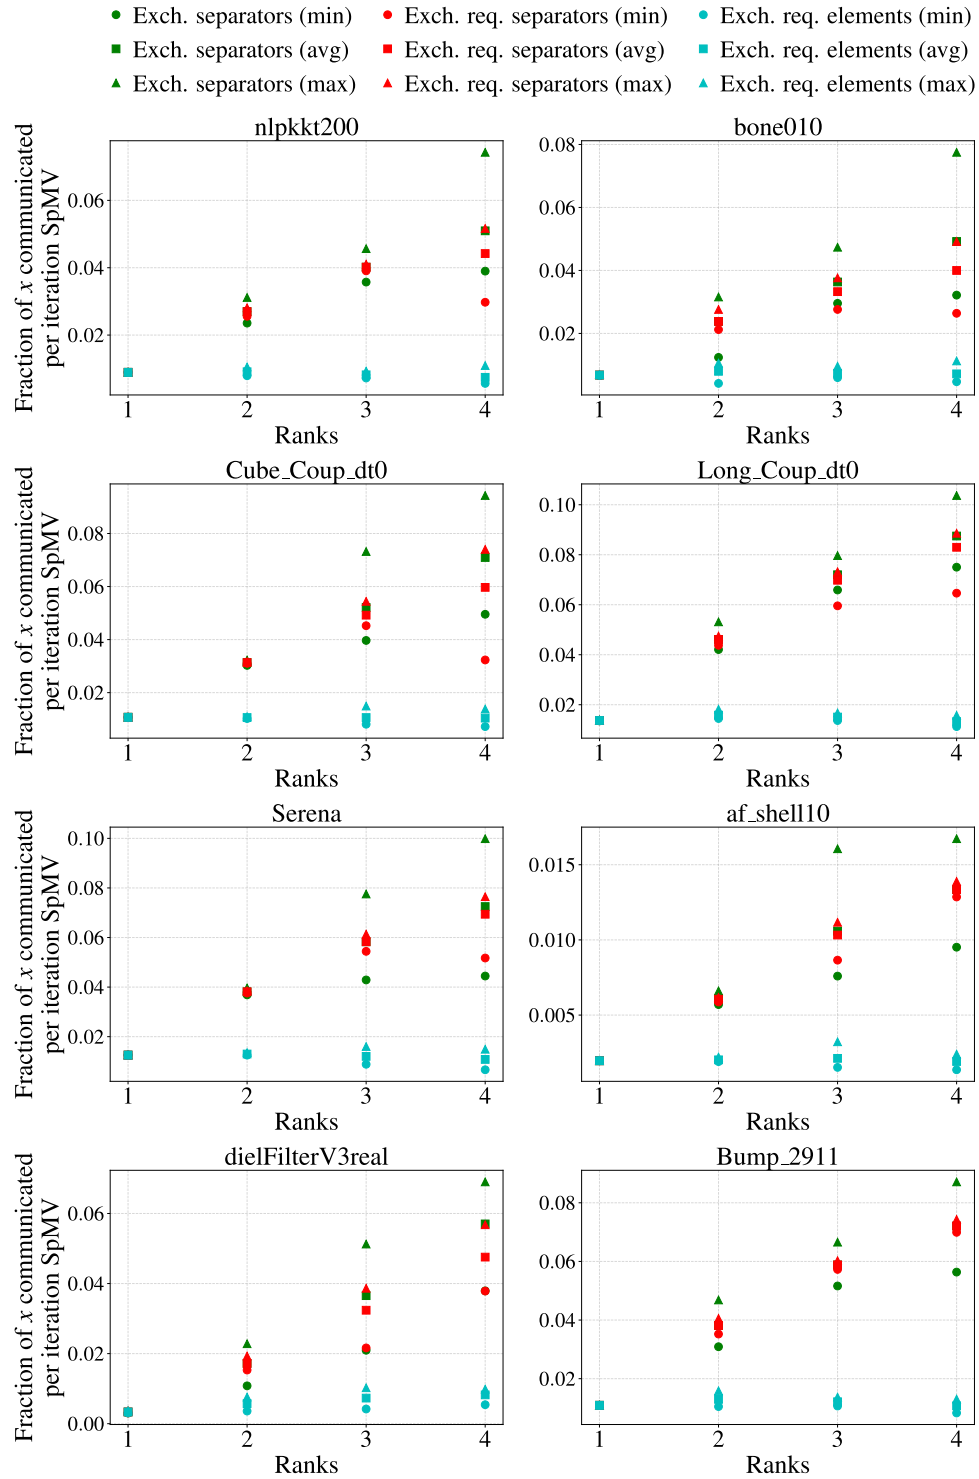 Exch. separators (min) Exch. req. separators (min) Exch. req. elements (min)
Exch. separators (avg) Exch. req. separators (avg) Exch. req. elements (avg)
Exch. separators (max) Exch. req. separators (max) Exch. req. elements (max)
nlpkkt200
Fraction of x communicated
per iteration SpMV
0.06
0.04
0.02
1 2 3 4
Ranks
bone010
0.08
0.06
0.04
0.02
1 2 3 4
Ranks
Cube_Coup_dt0
Fraction of x communicated
per iteration SpMV
0.08
0.06
0.04
0.02
1 2 3 4
Ranks
Long_Coup_dt0
0.10
0.08
0.06
0.04
0.02
1 2 3 4
Ranks
Serena
Fraction of x communicated
per iteration SpMV
0.10
0.08
0.06
0.04
0.02
1 2 3 4
Ranks
af_shell10
0.015
0.010
0.005
1 2 3 4
Ranks
dielFilterV3real
Fraction of x communicated
per iteration SpMV
0.06
0.04
0.02
0.00
1 2 3 4
Ranks
Bump_2911
0.08
0.06
0.04
0.02
1 2 3 4
Ranks